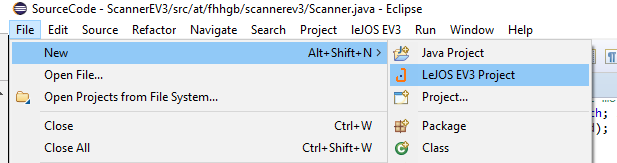 SourceCode - ScannerEV3/src/at/fhhgb/scannerev3/Scanner.java - Eclipse
File Edit Source Refactor Navigate Search Project leJOS EV3 Run Window Help
New Alt+Shift+N > Java Project
Open File... LeJOS EV3 Project
Open Projects from File System... Project...
Close Ctrl+W Package
Close All Ctrl+Shift+W Class
ch;
d);